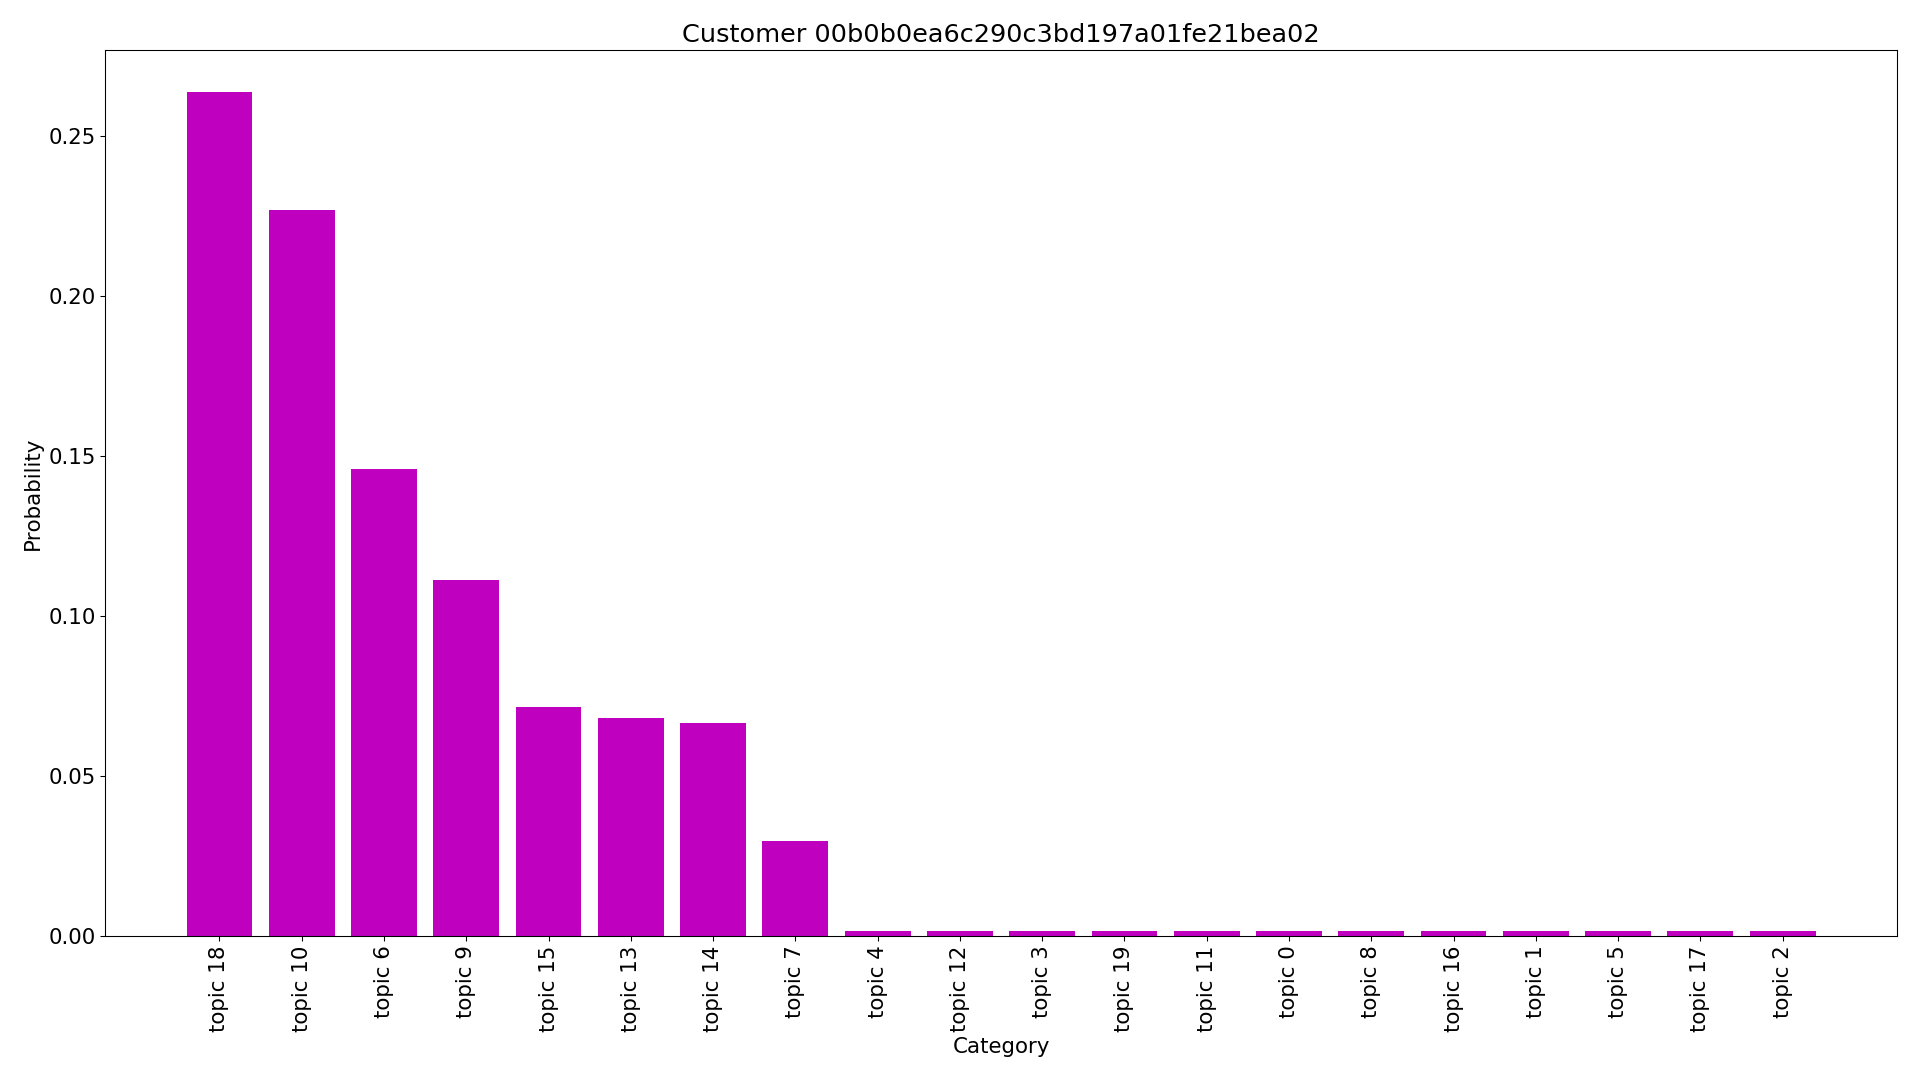 Customer 00b0b0ea6c290c3bd197a01fe21bea02
Probability
0.25
0.20
0.15
0.10
0.05
0.00
topic 18
topic 10
topic 6
topic 9
topic 15
topic 13
topic 14
topic 7
topic 4
topic 12
topic 3
topic 19
topic 11
topic 0
topic 8
topic 16
topic 1
topic 5
topic 17
topic 2
Category